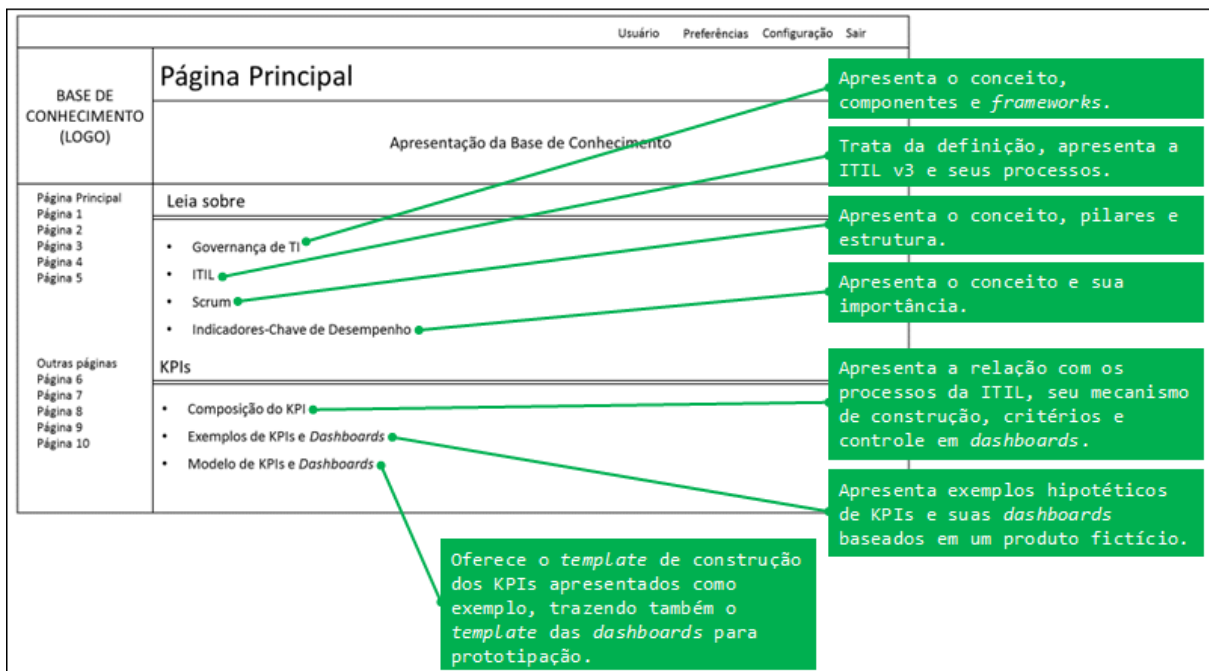 Usuário Preferências Configuração Sair
BASE DE
CONHECIMENTO
(LOGO)
Página Principal
Apresentação da Base de Conhecimento
Página Principal
Página 1
Página 2
Página 3
Página 4
Página 5
Outras páginas
Página 6
Página 7
Página 8
Página 9
Página 10
Leia sobre
• Governança de TI
• ITIL
• Scrum
• Indicadores-Chave de Desempenho
KPIs
• Composição do KPI
• Exemplos de KPIs e Dashboards
• Modelo de KPIs e Dashboards
Apresenta o conceito,
componentes e frameworks.
Trata da definição, apresenta a
ITIL v3 e seus processos.
Apresenta o conceito, pilares e
estrutura.
Apresenta o conceito e sua
importância.
Apresenta a relação com os
processos da ITIL, seu mecanismo
de construção, critérios e
controle em dashboards.
Apresenta exemplos hipotéticos
de KPIs e suas dashboards
baseados em um produto fictício.
Oferece o template de construção
dos KPIs apresentados como
exemplo, trazendo também o
template das dashboards para
prototipação.